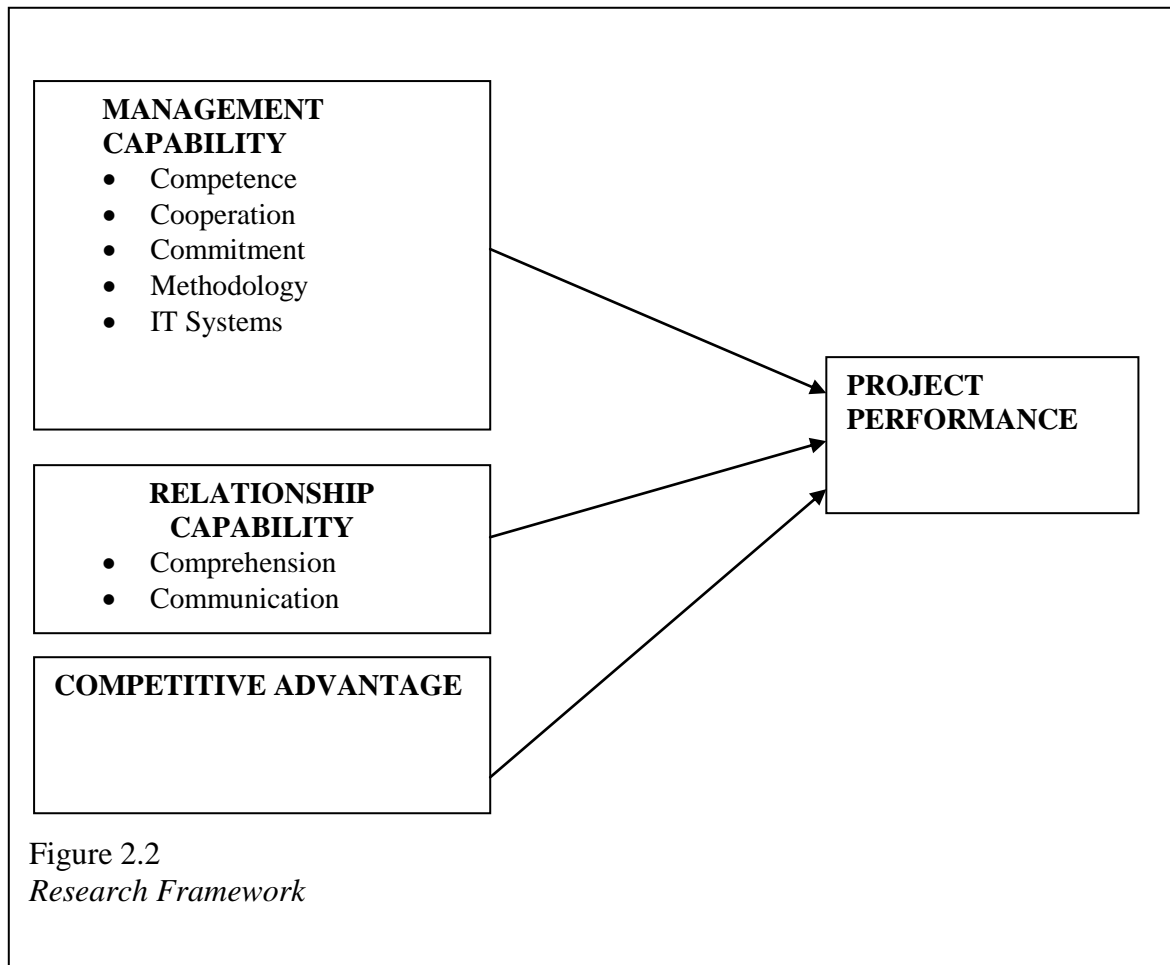 MANAGEMENT
CAPABILITY
• Competence
• Cooperation
• Commitment
• Methodology
• IT Systems
RELATIONSHIP
CAPABILITY
• Comprehension
• Communication
COMPETITIVE ADVANTAGE
PROJECT
PERFORMANCE
Figure 2.2
Research Framework